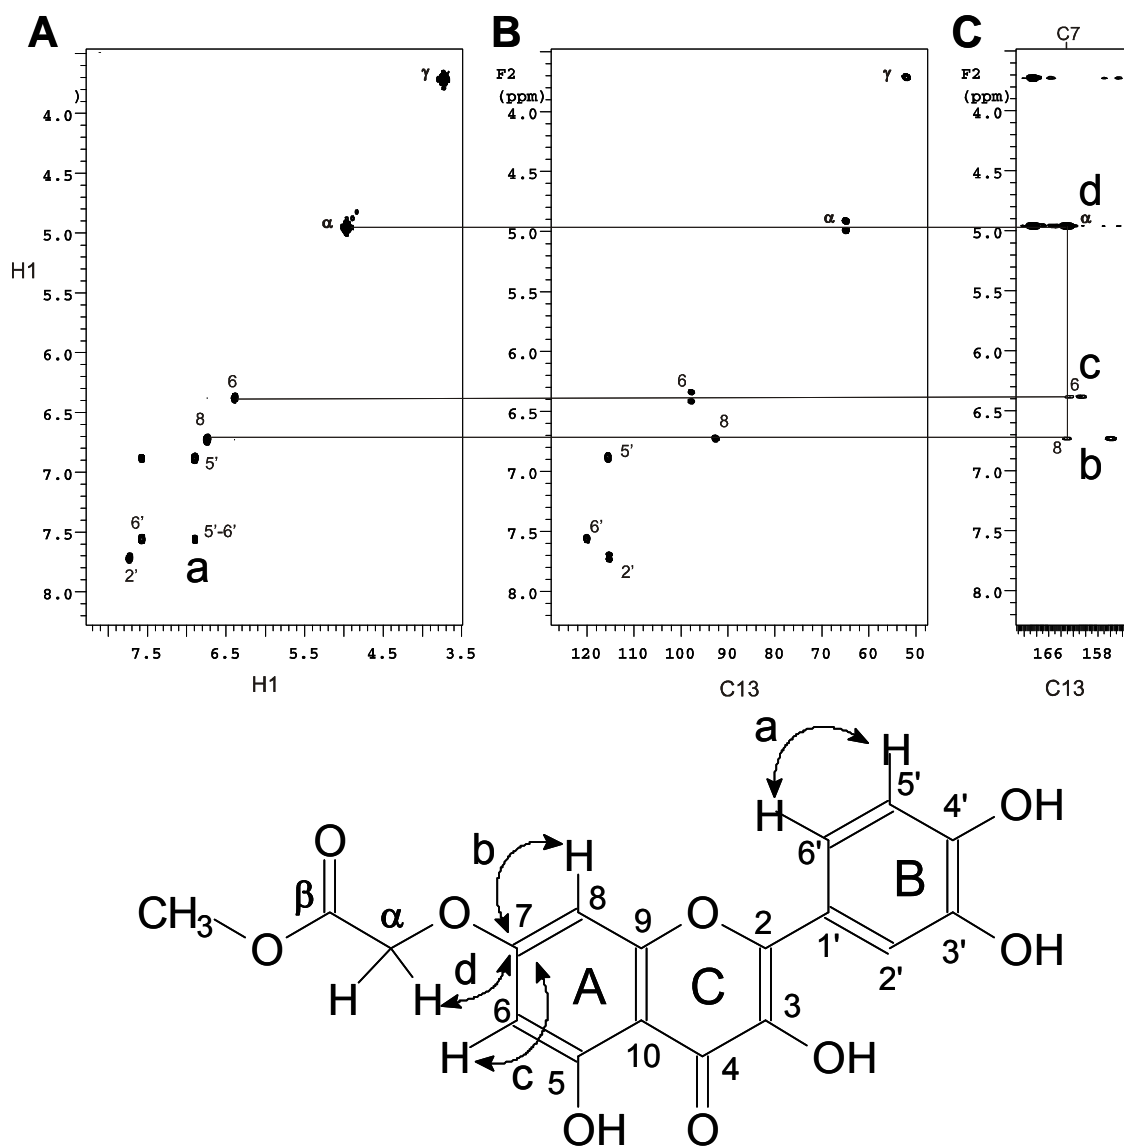 A
B
C
C7
γ
F2
γ
F2
)
(ppm)
(ppm)
4.0
4.0
4.0
4.5
4.5
4.5
d
α
α
α
5.0
5.0
5.0
H1
5.5
5.5
5.5
6.0
6.0
6.0
c
6
6
6
6.5
6.5
6.5
8
8
8
b
7.0
5'
7.0
5'
7.0
7.5
6'
5'-6'
7.5
6'
7.5
a
2'
2'
8.0
8.0
8.0
7.5
6.5
5.5
4.5
3.5
120
110
100
90
80
70
60
50
166
158
H1
C13
C13
a
H
H
5'
4'
OH
6'
b
H
O
B
β
α
8
CH3
O
7
9
O
2
1'
3'
O
2'
OH
d
A
C
H
H
6
3
H
10
4
OH
c
5
OH
O